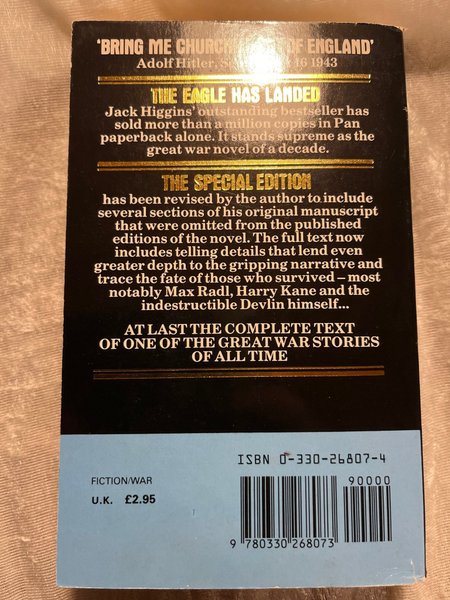 'BRING ME CHURCHILL OUT OF ENGLAND'
Adolf Hitler, 16 1943
THE EAGLE HAS LANDED
Jack Higgins' outstanding bestseller has
sold more than a million copies in Pan
paperback alone. It stands supreme as the
great war novel of a decade.
THE SPECIAL EDITION
has been revised by the author to include
several sections of his original manuscript
that were omitted from the published
editions of the novel. The full text now
includes telling details that lend even
greater depth to the gripping narrative and
trace the fate of those who survived – most
notably Max Radl, Harry Kane and the
indestructible Devlin himself...
AT LAST THE COMPLETE TEXT
OF ONE OF THE GREAT WAR STORIES
OF ALL TIME
ISBN 0-330-26807-4
FICTION/WAR
U.K. £2.95
90000
9 780330 268073